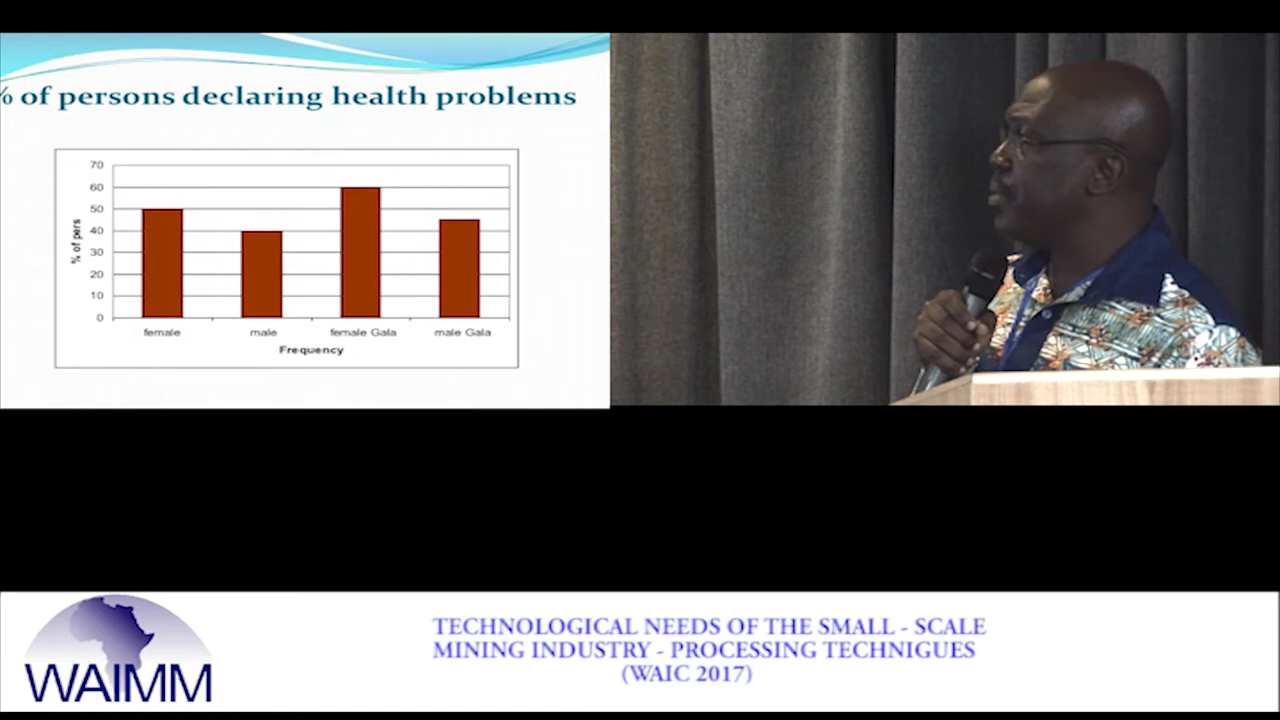 % of persons declaring health problems
70
60
50
40
30
20
10
0
% of pers
female male female Gala male Gala
Frequency
WAIMM
TECHNOLOGICAL NEEDS OF THE SMALL - SCALE
MINING INDUSTRY - PROCESSING TECHNIGUES
(WAIC 2017)